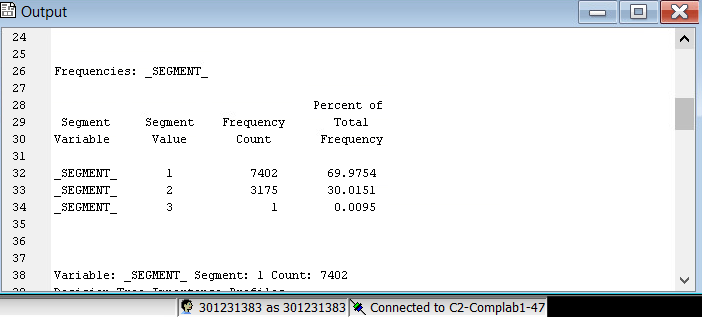 Output
24
25
26 Frequencies: _SEGMENT_
27
28 Percent of
29 Segment Segment Frequency Total
30 Variable Value Count Frequency
31
32 _SEGMENT_ 1 7402 69.9754
33 _SEGMENT_ 2 3175 30.0151
34 _SEGMENT_ 3 1 0.0095
35
36
37
38 Variable: _SEGMENT_ Segment: 1 Count: 7402
39 Decision Tree Importance Profiles
301231383 as 301231383 Connected to C2-Complab1-47